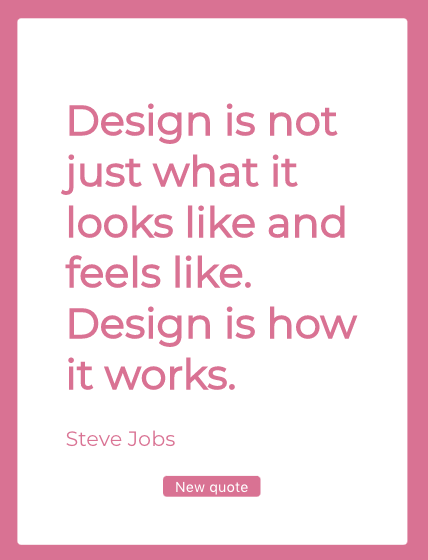 Design is not
just what it
looks like and
feels like.
Design is how
it works.
Steve Jobs
New quote